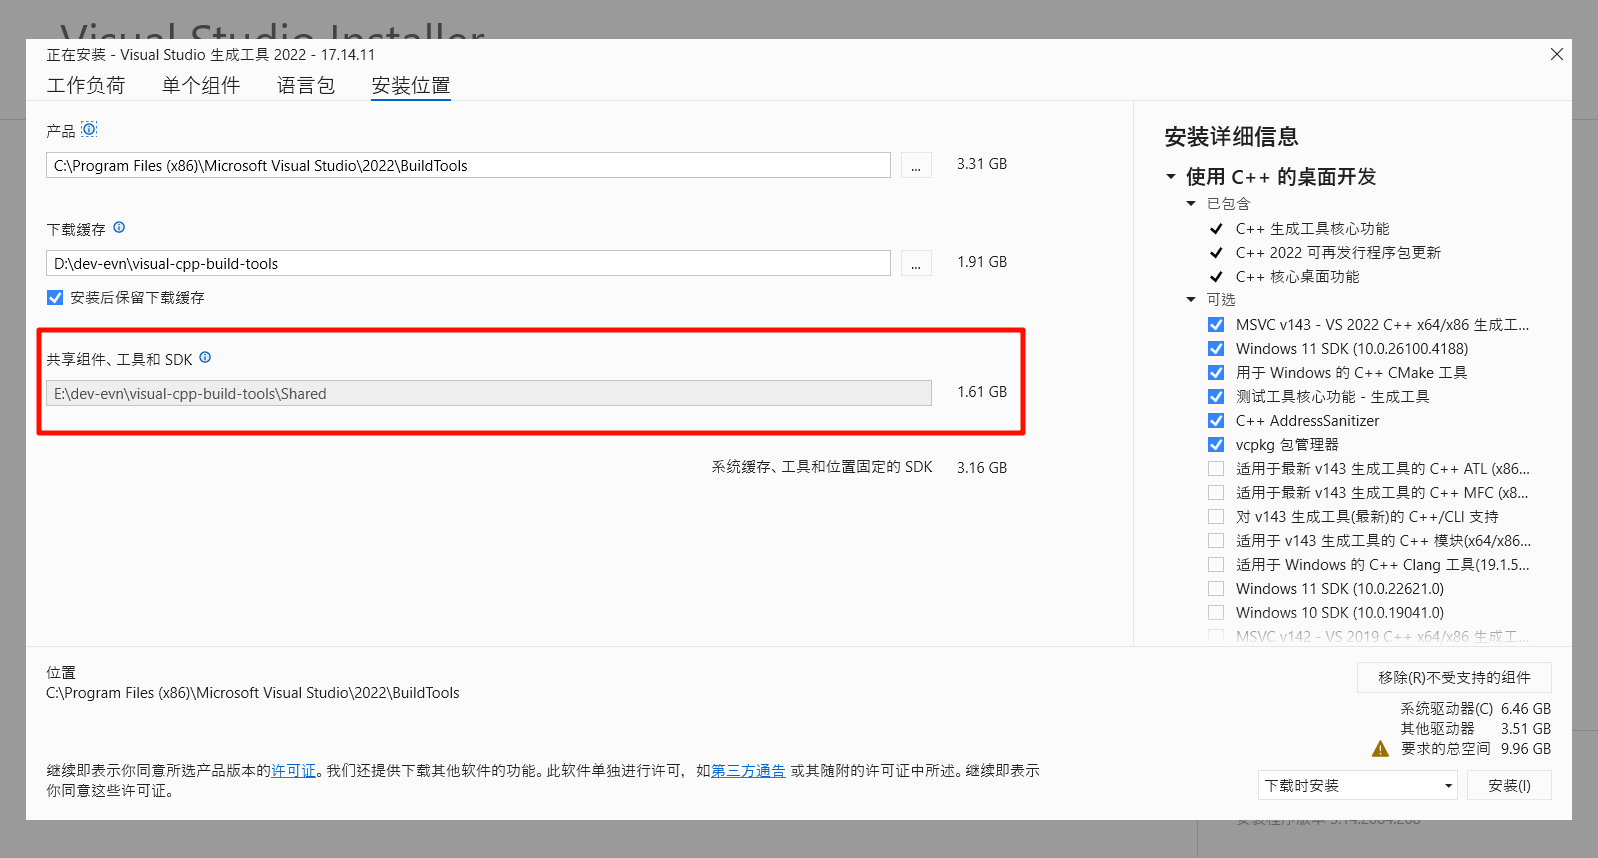 Visual Studio Installer
正在安装 - Visual Studio 生成工具 2022 - 17.14.11
工作负荷 单个组件 语言包 安装位置
产品
C:\Program Files (x86)\Microsoft Visual Studio\2022\BuildTools ... 3.31 GB
下载缓存
D:\dev-evn\visual-cpp-build-tools ... 1.91 GB
安装后保留下载缓存
共享组件、工具和 SDK
E:\dev-evn\visual-cpp-build-tools\Shared 1.61 GB
系统缓存、工具和位置固定的 SDK 3.16 GB
安装详细信息
使用 C++ 的桌面开发
已包含
C++ 生成工具核心功能
C++ 2022 可再发行程序包更新
C++ 核心桌面功能
可选
MSVC v143 - VS 2022 C++ x64/x86 生成工...
Windows 11 SDK (10.0.26100.4188)
用于 Windows 的 C++ CMake 工具
测试工具核心功能 - 生成工具
C++ AddressSanitizer
vcpkg 包管理器
适用于最新 v143 生成工具的 C++ ATL (x86...
适用于最新 v143 生成工具的 C++ MFC (x8...
对 v143 生成工具(最新)的 C++/CLI 支持
适用于 v143 生成工具的 C++ 模块(x64/x86...
适用于 Windows 的 C++ Clang 工具(19.1.5...
Windows 11 SDK (10.0.22621.0)
Windows 10 SDK (10.0.19041.0)
MSVC v142 - VS 2019 C++ x64/x86 生成工...
位置
C:\Program Files (x86)\Microsoft Visual Studio\2022\BuildTools
移除(R)不受支持的组件
系统驱动器(C) 6.46 GB
其他驱动器 3.51 GB
要求的总空间 9.96 GB
继续即表示你同意所选产品版本的许可证。我们还提供下载其他软件的功能。此软件单独进行许可，如第三方通告 或其随附的许可证中所述。继续即表示
你同意这些许可证。
下载时安装 安装(I)